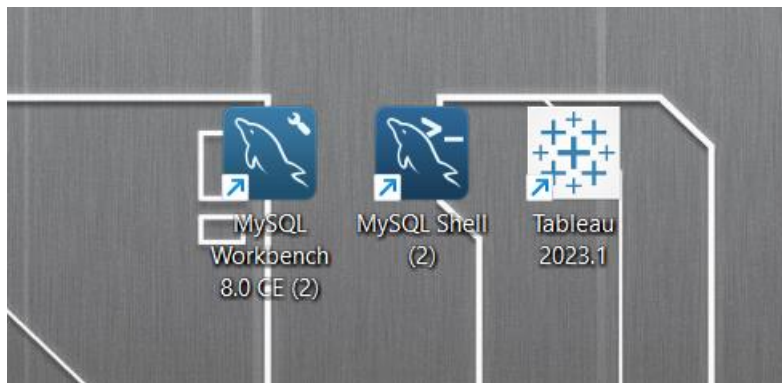 MySQL
Workbench
8.0 CE (2)
MySQL Shell
(2)
Tableau
2023.1